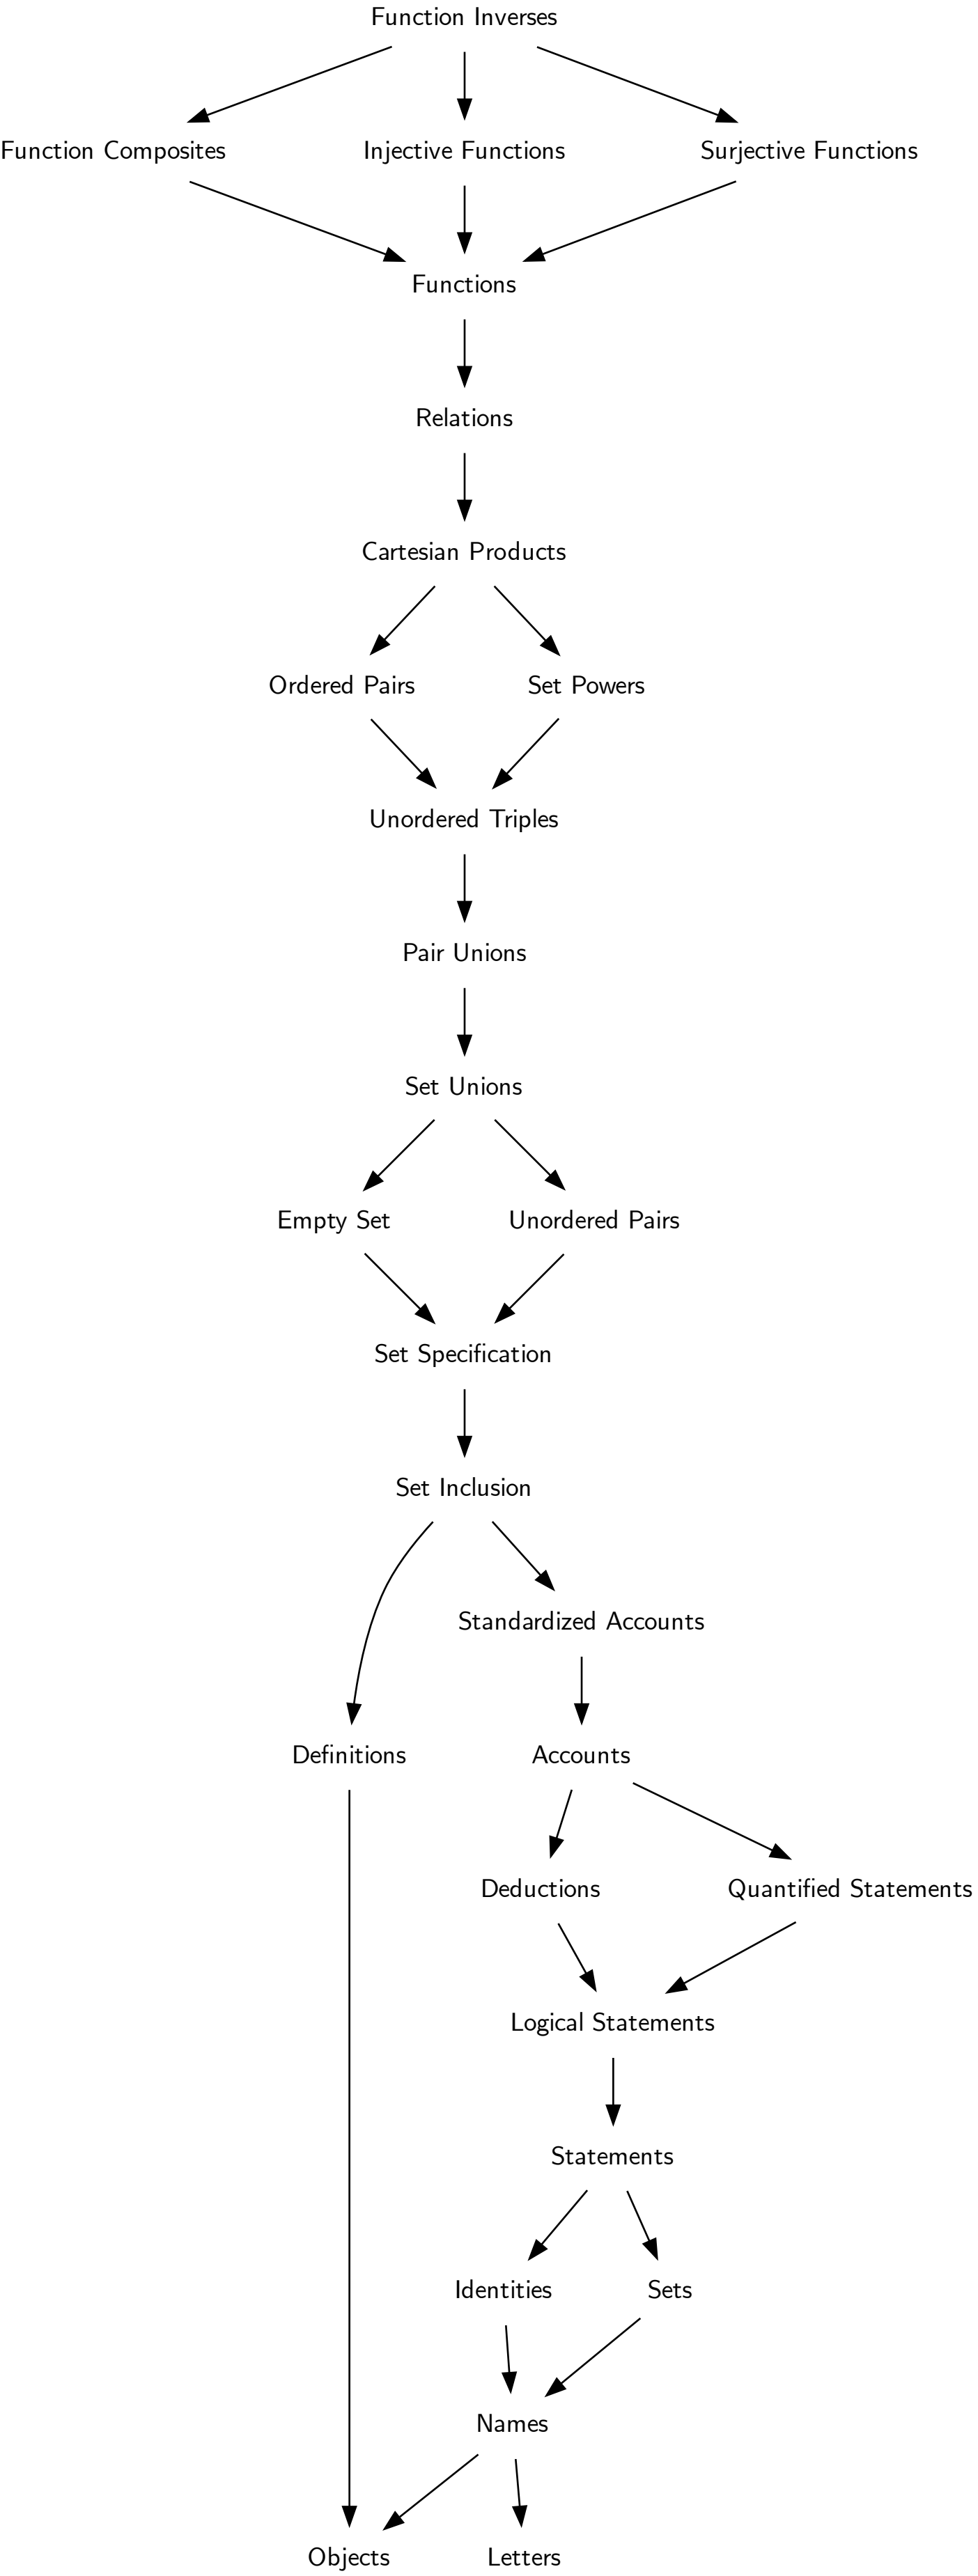 Function Inverses
Function Composites
Injective Functions
Surjective Functions
Functions
Relations
Cartesian Products
Ordered Pairs
Set Powers
Unordered Triples
Pair Unions
Set Unions
Empty Set
Unordered Pairs
Set Specification
Set Inclusion
Standardized Accounts
Definitions
Accounts
Deductions
Quantified Statements
Logical Statements
Statements
Identities
Sets
Names
Objects
Letters